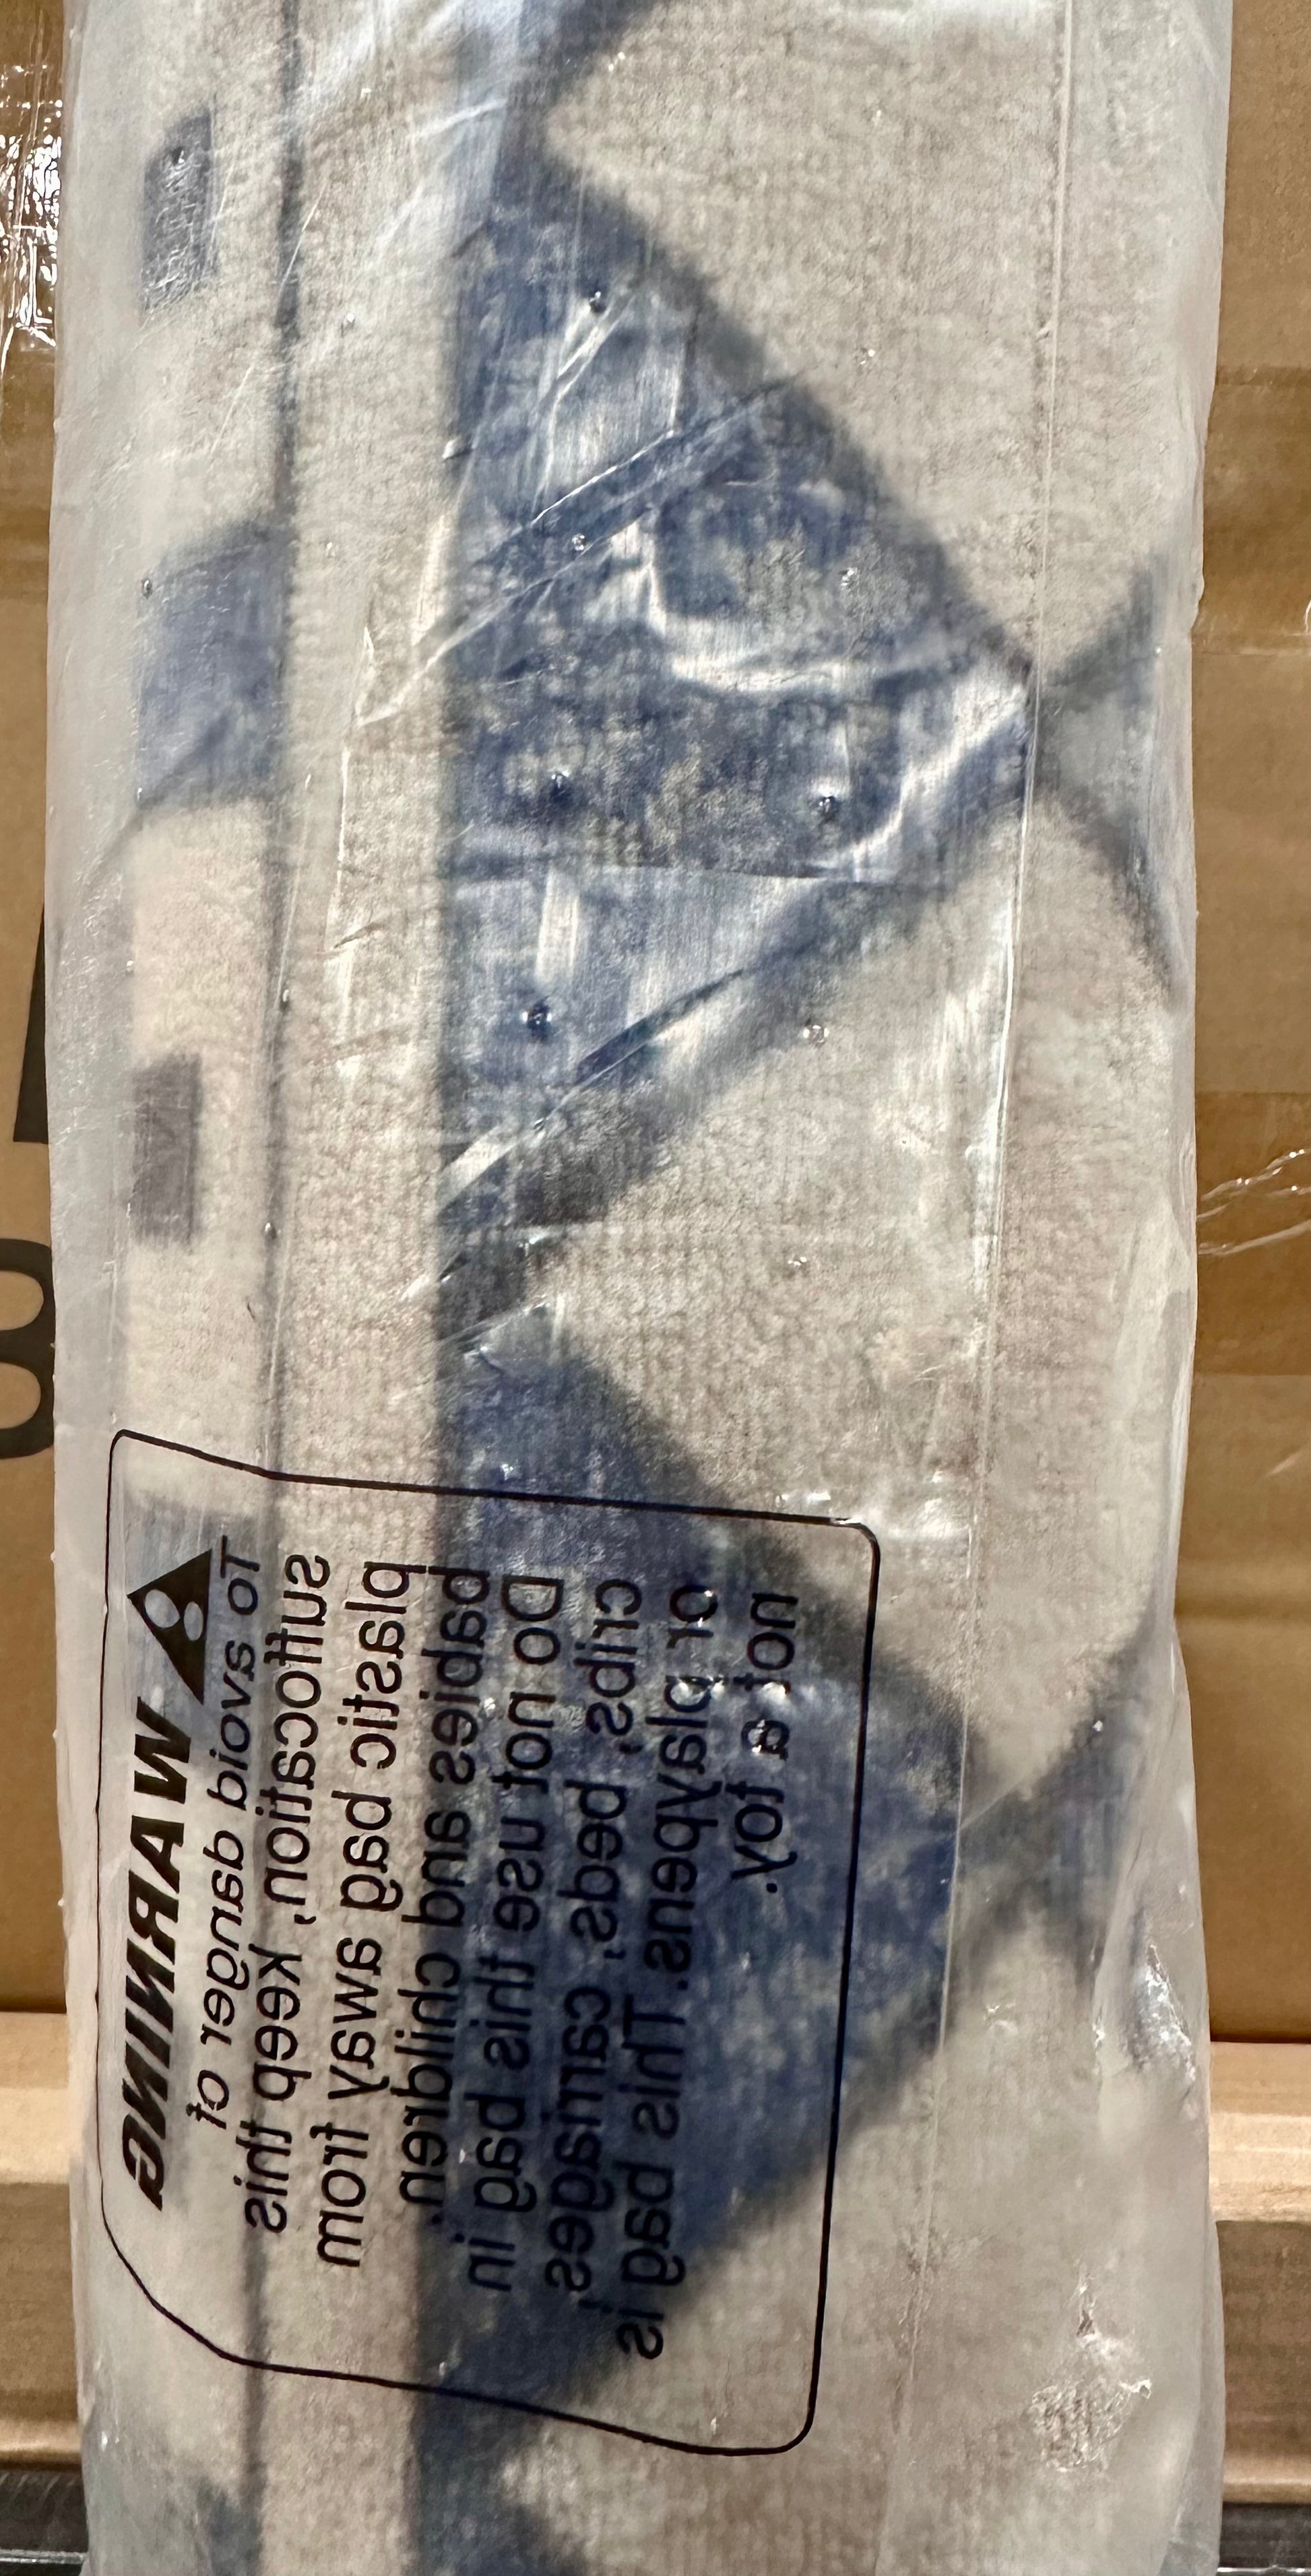 WARNING
To avoid danger of
suffocation, keep this
plastic bag away from
babies and children.
Do not use this bag in
cribs, beds, carriages,
or playpens. This bag is
not a toy.
8